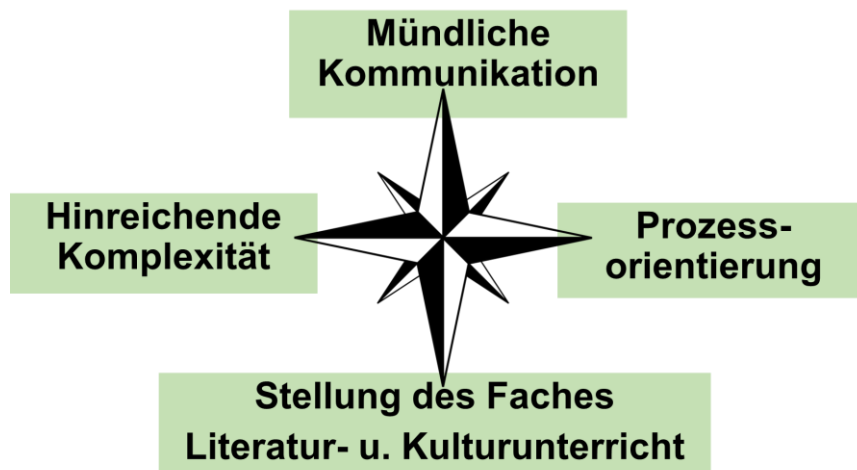 Mündliche
Kommunikation
Hinreichende
Komplexität
Prozess-
orientierung
Stellung des Faches
Literatur- u. Kulturunterricht